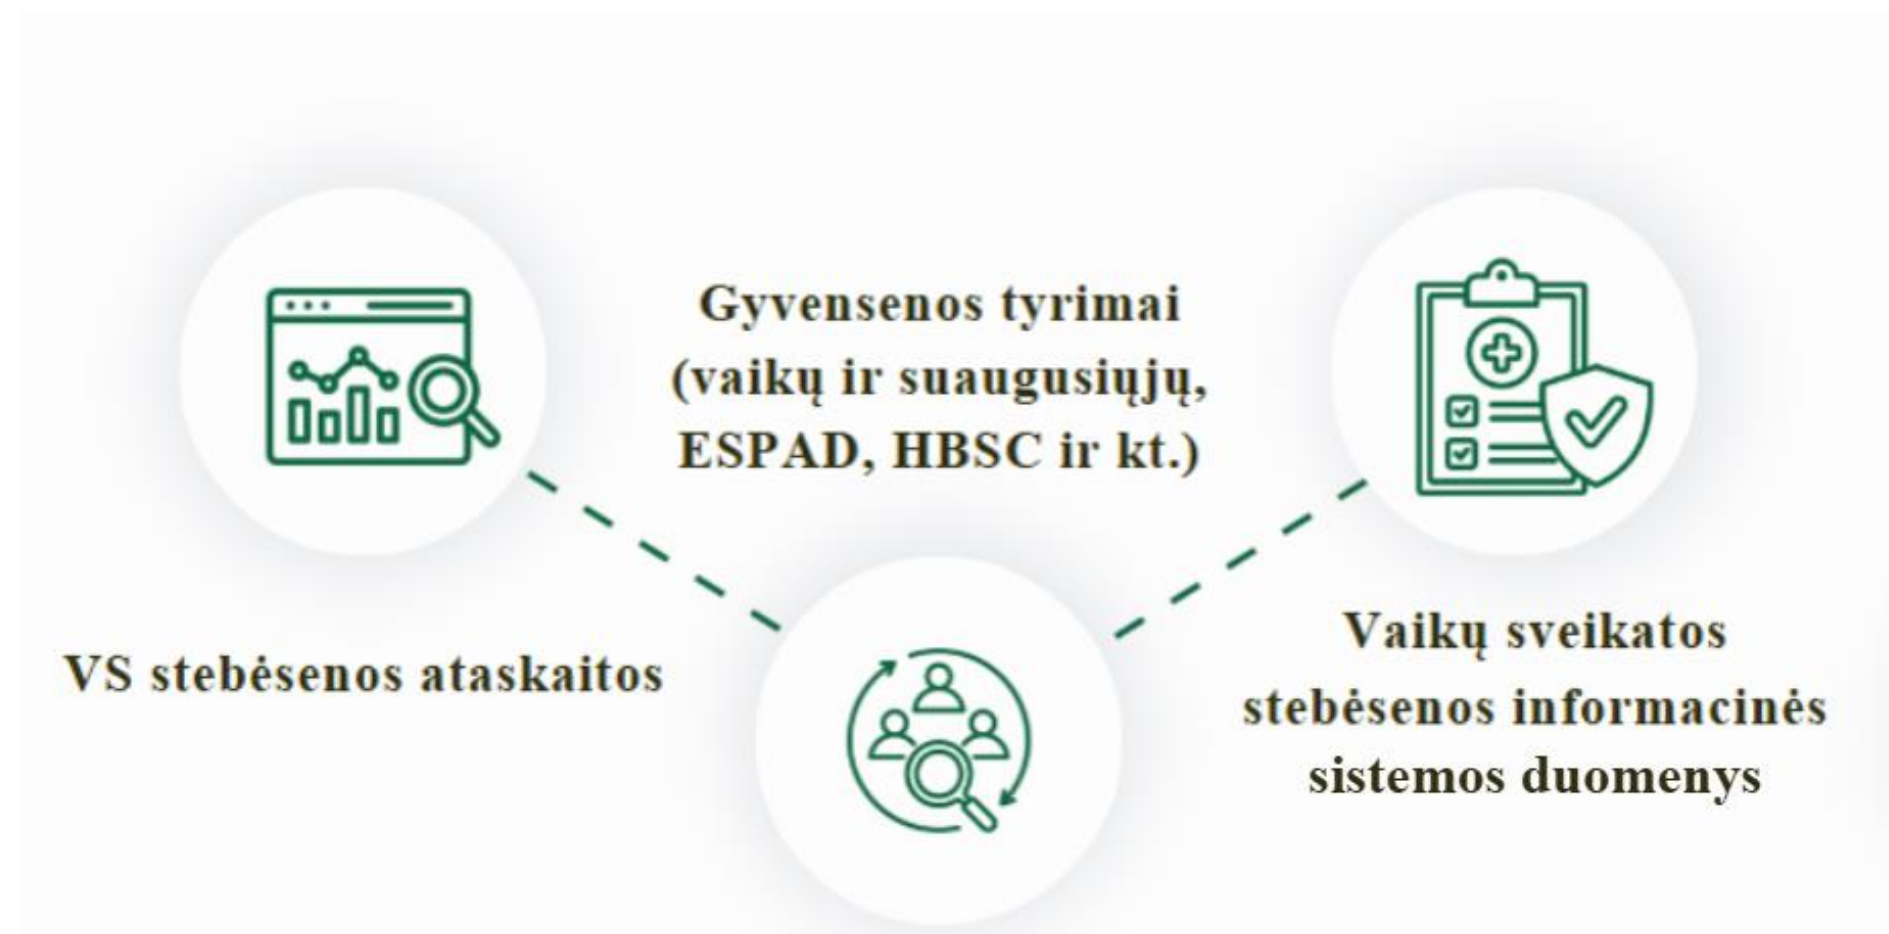 VS stebėsenos ataskaitos
Gyvensenos tyrimai
(vaikų ir suaugusiųjų,
ESPAD, HBSC ir kt.)
Vaikų sveikatos
stebėsenos informacinės
sistemos duomenys